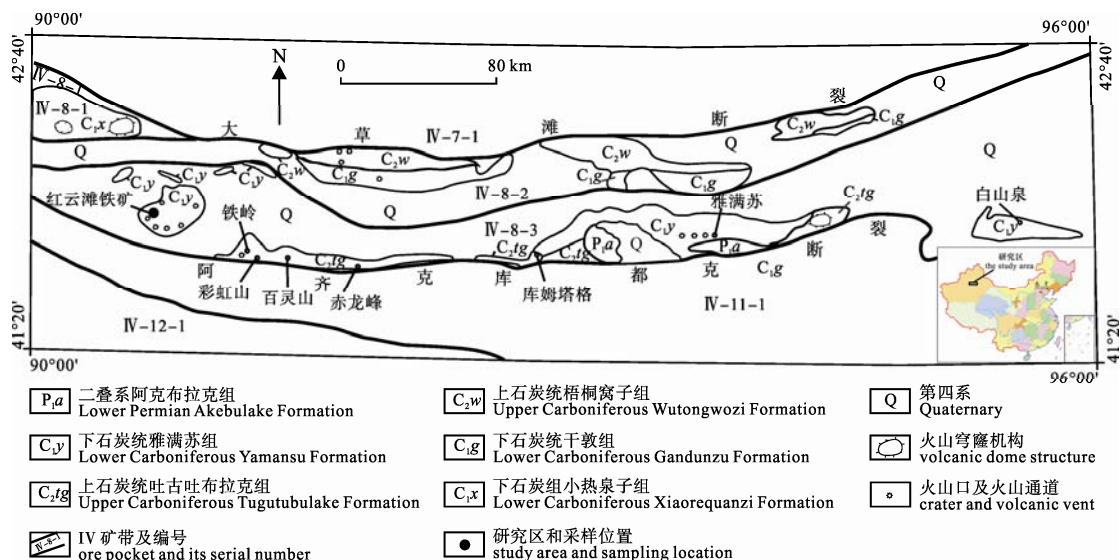 90°00′
96°00′
42°40′
42°40′
N
0
80 km
Ⅳ-8-1
Ⅳ-8-1
C₁x
Q
大
草
滩
断
裂
Ⅳ-7-1
C₂w
C₁g
Q
C₂w
C₂w
C₁g
C₂w
Q
Q
Ⅳ-8-2
C₁g
C₁g
C₁y
C₁y
C₁y
C₁y
红云滩铁矿
Q
Q
铁岭
Ⅳ-8-3
雅满苏
C₂tg
白山泉
C₁y
C₁y
C₂tg
C₂tg
P₁a
Q
P₁a
C₂tg
C₁g
阿
齐
克
库
都
克
断
裂
彩虹山
百灵山
赤龙峰
库姆塔格
Ⅳ-11-1
Ⅳ-12-1
研究区
the study area
41°20′
41°20′
90°00′
96°00′
P₁a 二叠系阿克布拉克组
Lower Permian Akebulake Formation
C₂w 上石炭统梧桐窝子组
Upper Carboniferous Wutongwozi Formation
Q 第四系
Quaternary
C₁y 下石炭统雅满苏组
Lower Carboniferous Yamansu Formation
C₁g 下石炭统干敦组
Lower Carboniferous Gandunzu Formation
火山穹窿机构
volcanic dome structure
C₂tg 上石炭统吐古吐布拉克组
Upper Carboniferous Tugutubulake Formation
C₁x 下石炭组小热泉子组
Lower Carboniferous Xiaorequanzi Formation
火山口及火山通道
crater and volcanic vent
Ⅳ-8-1 Ⅳ 矿带及编号
ore pocket and its serial number
研究区和采样位置
study area and sampling location